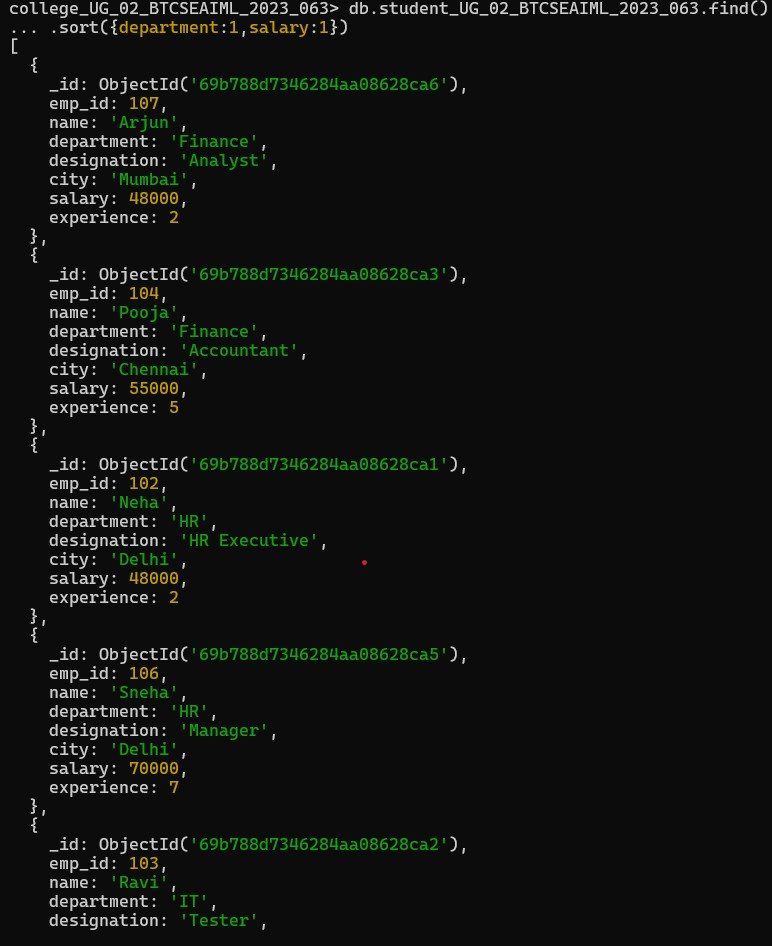 college_UG_02_BTCSEAIML_2023_063> db.student_UG_02_BTCSEAIML_2023_063.find()
... .sort({department:1,salary:1})
[
  {
    _id: ObjectId('69b788d7346284aa08628ca6'),
    emp_id: 107,
    name: 'Arjun',
    department: 'Finance',
    designation: 'Analyst',
    city: 'Mumbai',
    salary: 48000,
    experience: 2
  },
  {
    _id: ObjectId('69b788d7346284aa08628ca3'),
    emp_id: 104,
    name: 'Pooja',
    department: 'Finance',
    designation: 'Accountant',
    city: 'Chennai',
    salary: 55000,
    experience: 5
  },
  {
    _id: ObjectId('69b788d7346284aa08628ca1'),
    emp_id: 102,
    name: 'Neha',
    department: 'HR',
    designation: 'HR Executive',
    city: 'Delhi',
    salary: 48000,
    experience: 2
  },
  {
    _id: ObjectId('69b788d7346284aa08628ca5'),
    emp_id: 106,
    name: 'Sneha',
    department: 'HR',
    designation: 'Manager',
    city: 'Delhi',
    salary: 70000,
    experience: 7
  },
  {
    _id: ObjectId('69b788d7346284aa08628ca2'),
    emp_id: 103,
    name: 'Ravi',
    department: 'IT',
    designation: 'Tester',